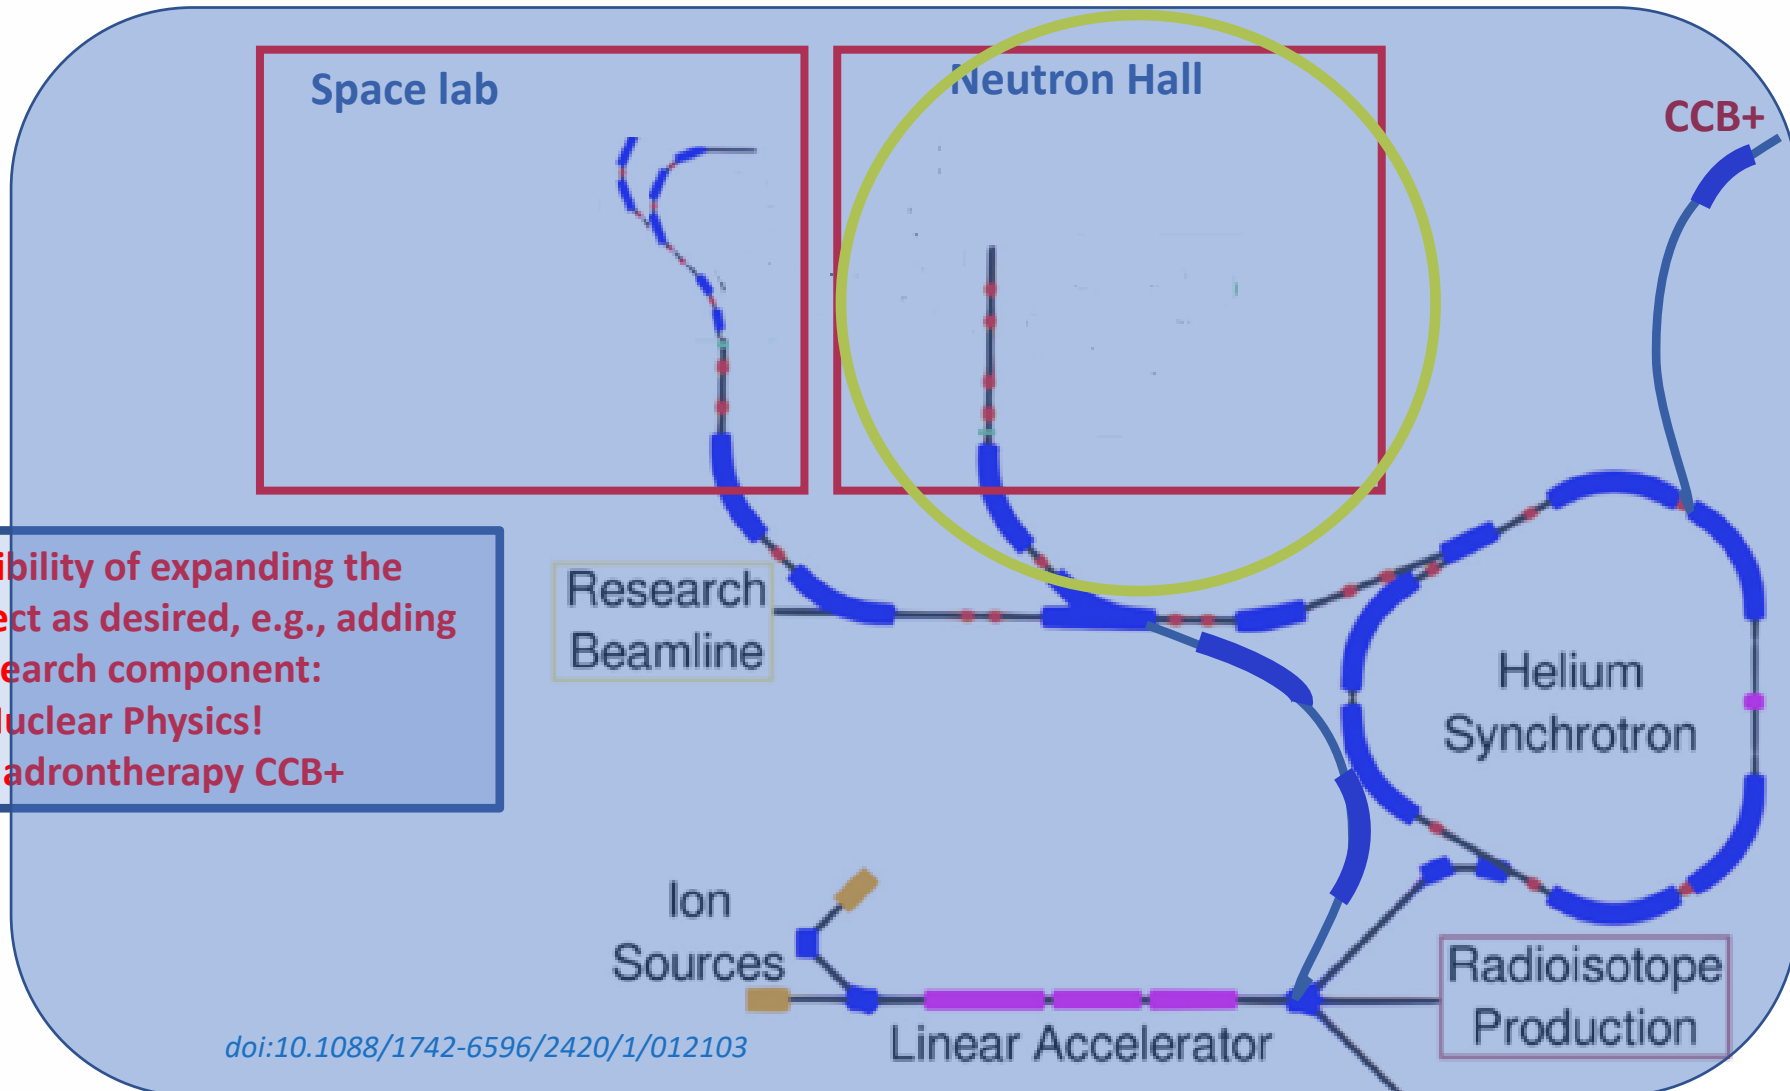 Space lab
Neutron Hall
CCB+
ibility of expanding the
ect as desired, e.g., adding
earch component:
uclear Physics!
adrontherapy CCB+
Research
Beamline
Helium
Synchrotron
Ion
Sources
Radioisotope
Production
Linear Accelerator
doi:10.1088/1742-6596/2420/1/012103